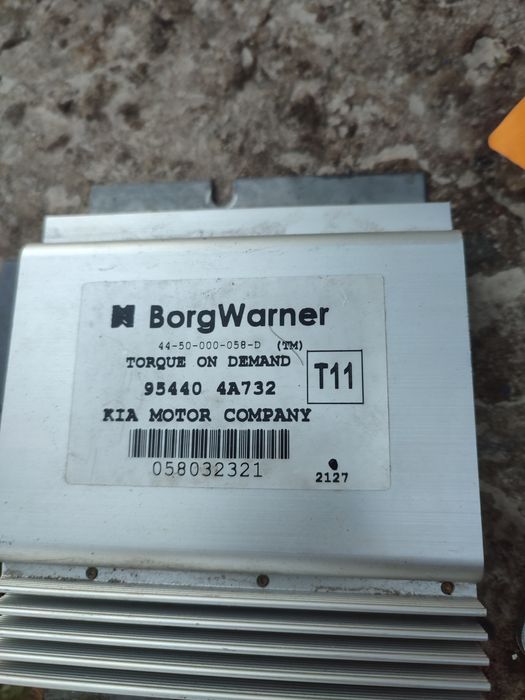 BorgWarner
44-50-000-058-D (TM)
TORQUE ON DEMAND
T11
95440 4A732
KIA MOTOR COMPANY
058032321
2127